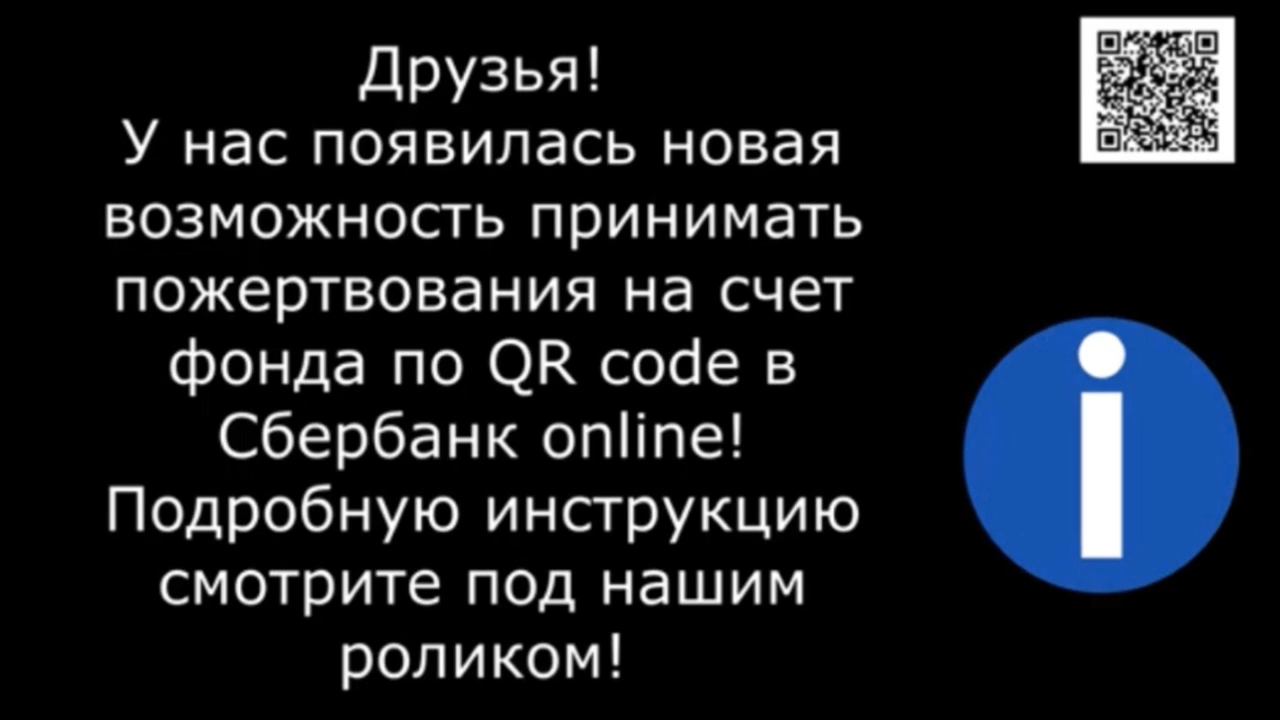 Друзья!
У нас появилась новая
возможность принимать
пожертвования на счет
фонда по QR code в
Сбербанк online!
Подробную инструкцию
смотрите под нашим
роликом!